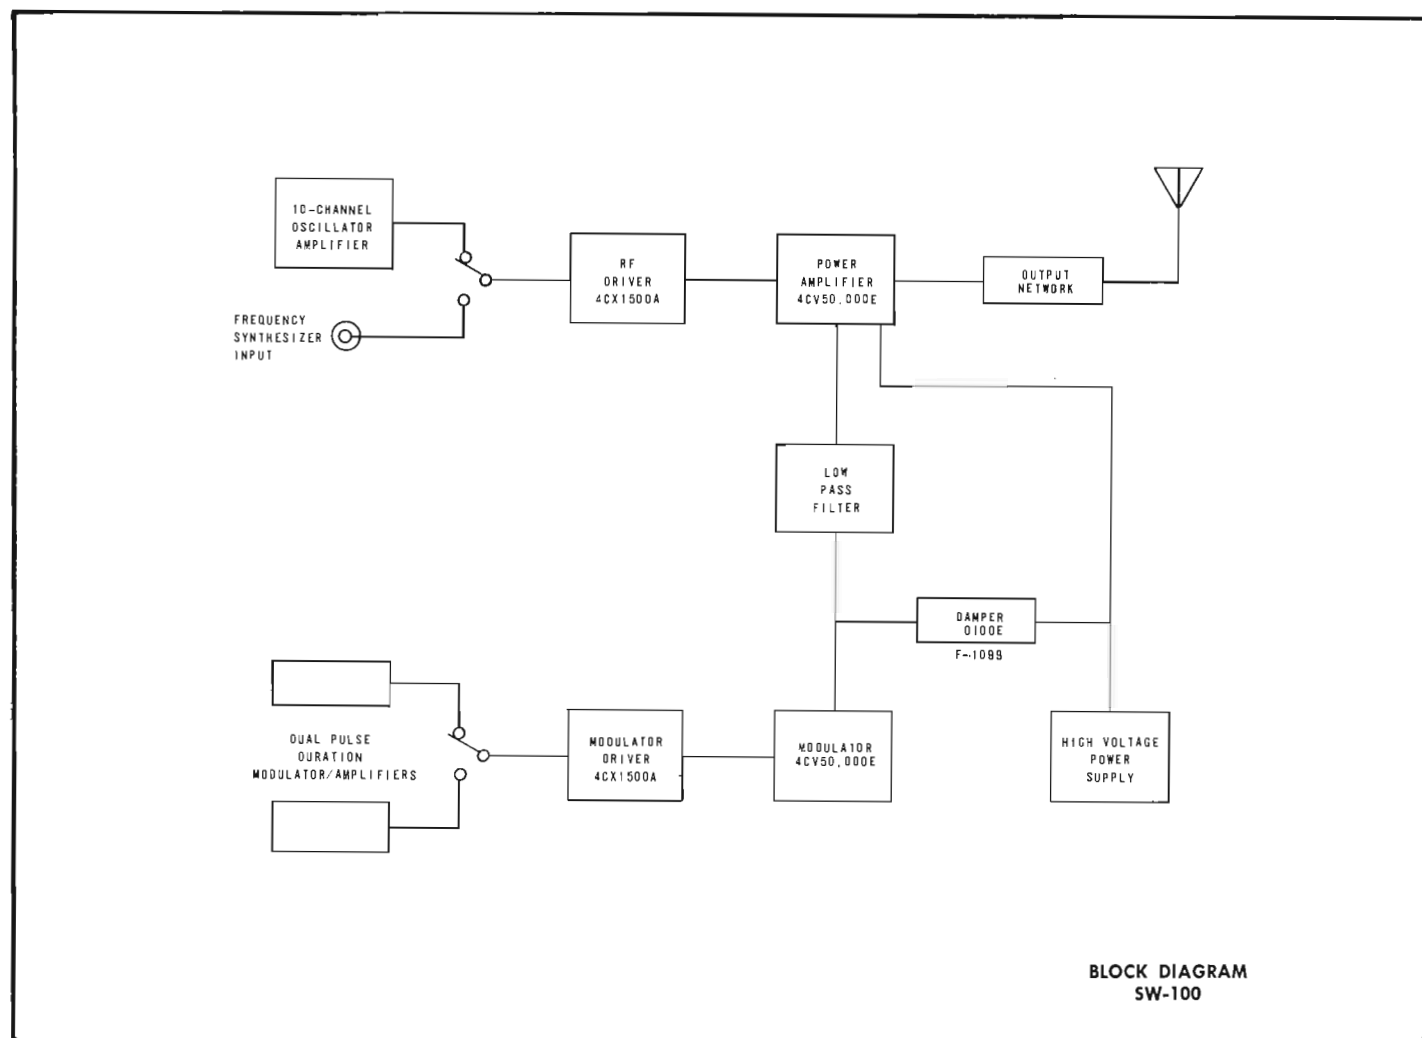 10-CHANNEL
OSCILLATOR
AMPLIFIER
FREQUENCY
SYNTHESIZER
INPUT
RF
DRIVER
4CX1500A
POWER
AMPLIFIER
4CV50,000E
OUTPUT
NETWORK
LOW
PASS
FILTER
DAMPER
DIODE
F-1099
DUAL PULSE
DURATION
MODULATOR/AMPLIFIERS
MODULATOR
DRIVER
4CX1500A
MODULATOR
4CV50,000E
HIGH VOLTAGE
POWER
SUPPLY
BLOCK DIAGRAM
SW-100